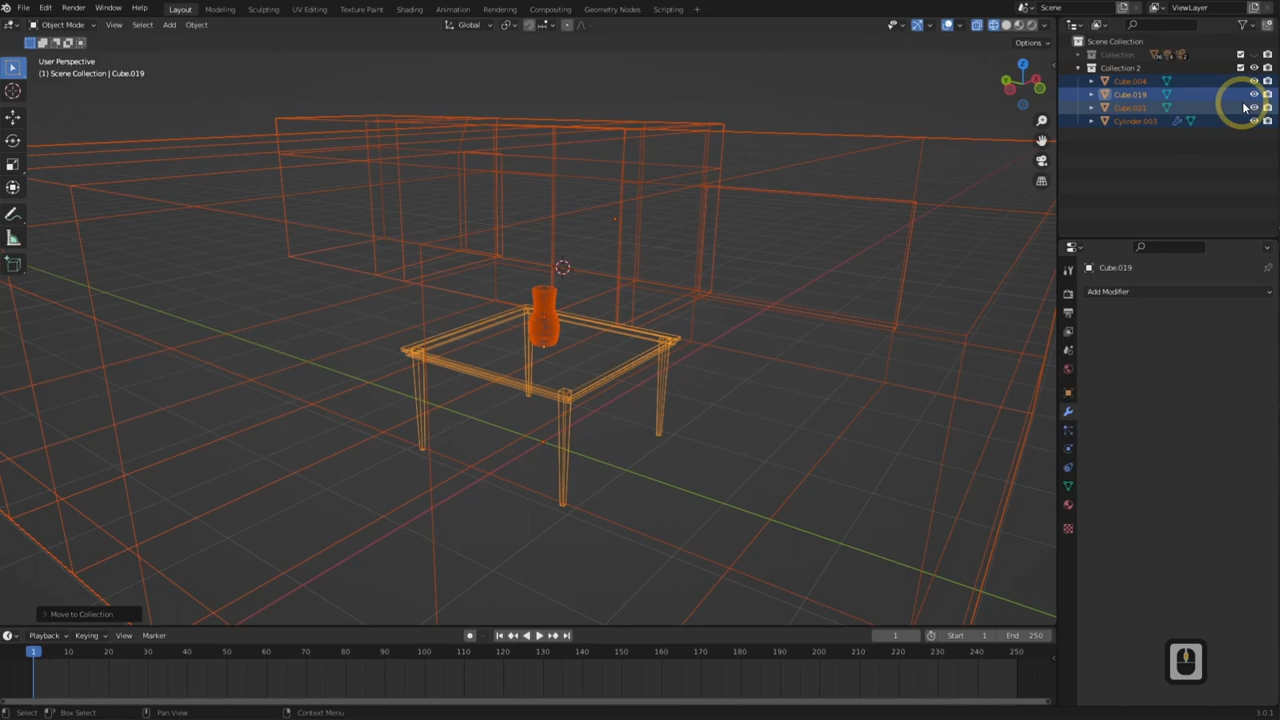 File Edit Render Window Help Layout Modeling Sculpting UV Editing Texture Paint Shading Animation Rendering Compositing Geometry Nodes Scripting Scene ViewLayer
Object Mode View Select Add Object Global
Options
User Perspective
(1) Scene Collection | Cube.019
Scene Collection
Collection
Collection 2
Cube.004
Cube.019
Cube.021
Cylinder.003
Cube.019
Add Modifier
Z
Y
Move to Collection
Playback Keying View Marker 1 Start 1 End 250
1 10 20 30 40 50 60 70 80 90 100 110 120 130 140 150 160 170 180 190 200 210 220 230 240 250
Select Box Select Pan View Context Menu 3.0.1